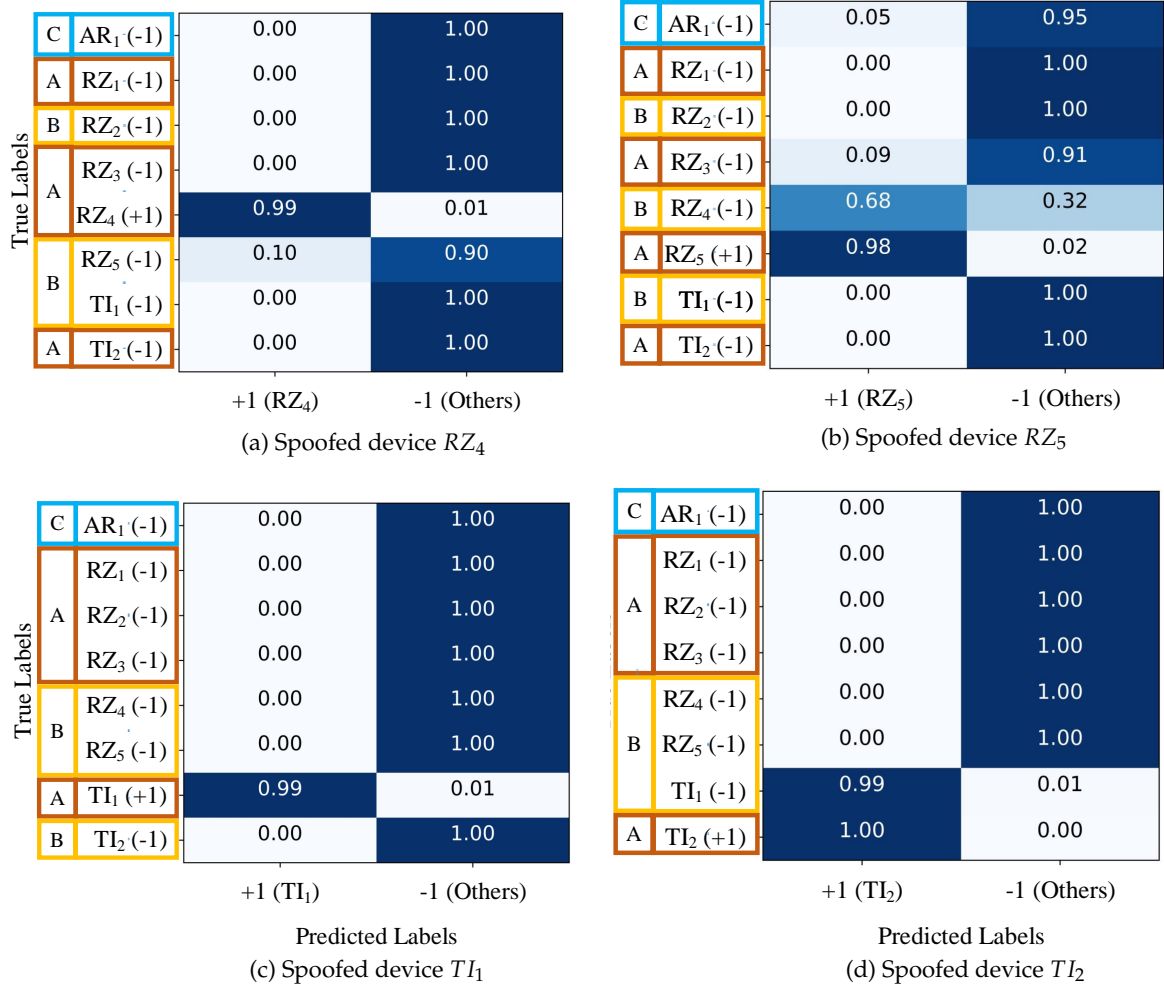 True Labels
C AR₁ (-1) 0.00 1.00
A RZ₁ (-1) 0.00 1.00
B RZ₂ (-1) 0.00 1.00
A RZ₃ (-1) 0.00 1.00
RZ₄ (+1) 0.99 0.01
B RZ₅ (-1) 0.10 0.90
TI₁ (-1) 0.00 1.00
A TI₂ (-1) 0.00 1.00
+1 (RZ₄) -1 (Others)
(a) Spoofed device RZ₄
C AR₁ (-1) 0.05 0.95
A RZ₁ (-1) 0.00 1.00
B RZ₂ (-1) 0.00 1.00
A RZ₃ (-1) 0.09 0.91
B RZ₄ (-1) 0.68 0.32
A RZ₅ (+1) 0.98 0.02
B TI₁ (-1) 0.00 1.00
A TI₂ (-1) 0.00 1.00
+1 (RZ₅) -1 (Others)
(b) Spoofed device RZ₅
True Labels
C AR₁ (-1) 0.00 1.00
A RZ₁ (-1) 0.00 1.00
RZ₂ (-1) 0.00 1.00
RZ₃ (-1) 0.00 1.00
B RZ₄ (-1) 0.00 1.00
RZ₅ (-1) 0.00 1.00
A TI₁ (+1) 0.99 0.01
B TI₂ (-1) 0.00 1.00
+1 (TI₁) -1 (Others)
Predicted Labels
(c) Spoofed device TI₁
C AR₁ (-1) 0.00 1.00
A RZ₁ (-1) 0.00 1.00
RZ₂ (-1) 0.00 1.00
RZ₃ (-1) 0.00 1.00
B RZ₄ (-1) 0.00 1.00
RZ₅ (-1) 0.00 1.00
TI₁ (-1) 0.99 0.01
A TI₂ (+1) 1.00 0.00
+1 (TI₂) -1 (Others)
Predicted Labels
(d) Spoofed device TI₂